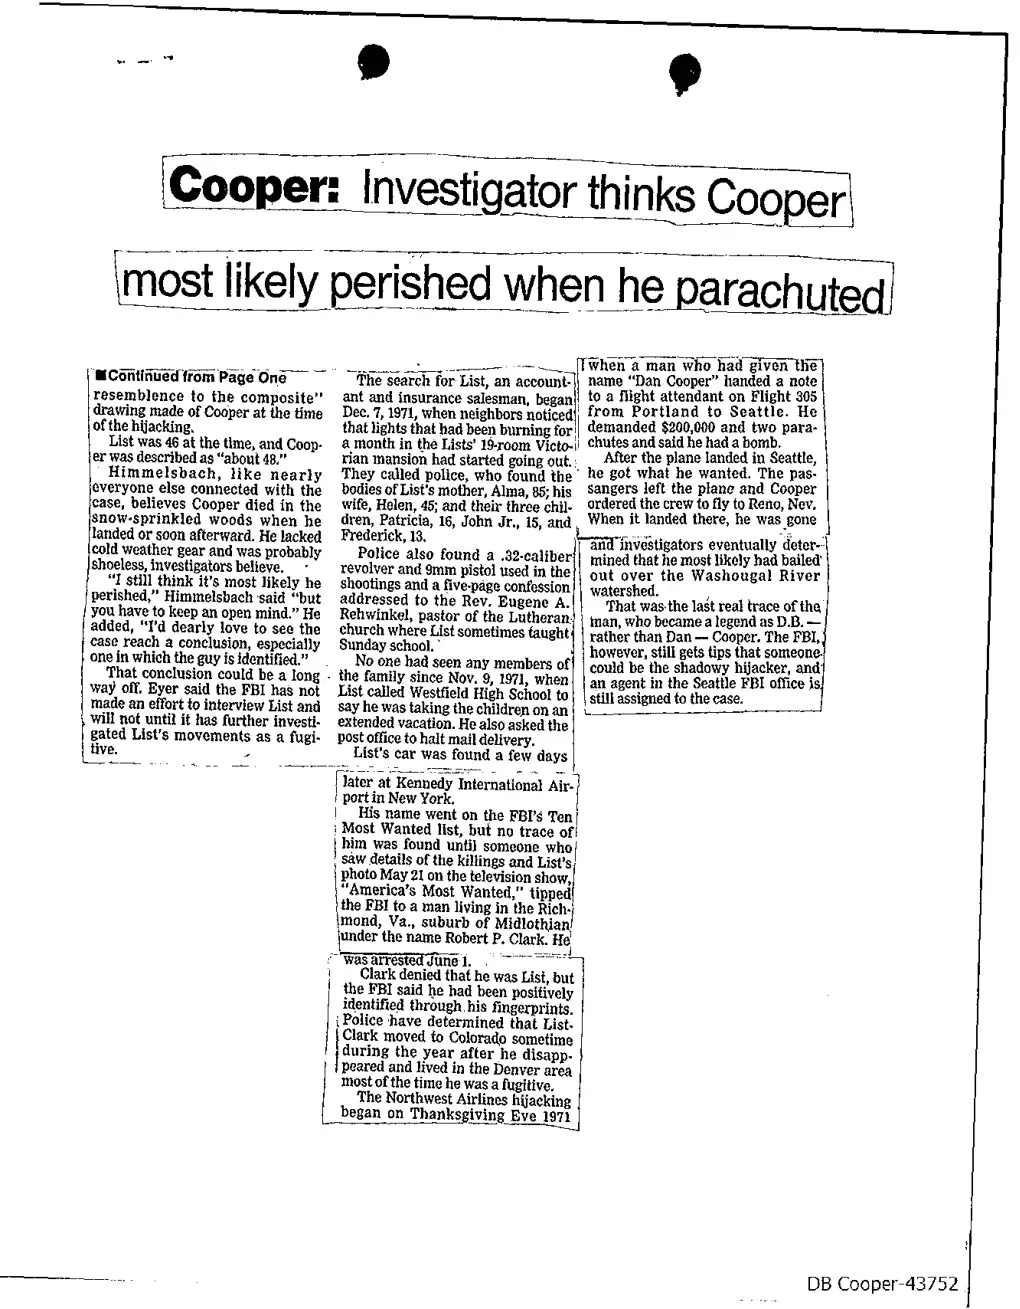 Cooper: Investigator thinks Cooper
most likely perished when he parachuted
■ Continued from Page One
resemblence to the composite"
drawing made of Cooper at the time
of the hijacking.
List was 46 at the time, and Coop-
er was described as "about 48."
Himmelsbach, like nearly
everyone else connected with the
case, believes Cooper died in the
snow-sprinkled woods when he
landed or soon afterward. He lacked
cold weather gear and was probably
shoeless, investigators believe.
"I still think it's most likely he
perished," Himmelsbach said "but
you have to keep an open mind." He
added, "I'd dearly love to see the
case reach a conclusion, especially
one in which the guy is identified."
That conclusion could be a long
way off. Eyer said the FBI has not
made an effort to interview List and
will not until it has further investi-
gated List's movements as a fugi-
tive.
The search for List, an account-
ant and insurance salesman, began
Dec. 7, 1971, when neighbors noticed
that lights that had been burning for
a month in the Lists' 19-room Victo-
rian mansion had started going out.
They called police, who found the
bodies of List's mother, Alma, 85; his
wife, Helen, 45; and their three chil-
dren, Patricia, 16, John Jr., 15, and
Frederick, 13.
Police also found a .32-caliber
revolver and 9mm pistol used in the
shootings and a five-page confession
addressed to the Rev. Eugene A.
Rehwinkel, pastor of the Lutheran
church where List sometimes taught
Sunday school.
No one had seen any members of
the family since Nov. 9, 1971, when
List called Westfield High School to
say he was taking the children on an
extended vacation. He also asked the
post office to halt mail delivery.
List's car was found a few days
later at Kennedy International Air-
port in New York.
His name went on the FBI's Ten
Most Wanted list, but no trace of
him was found until someone who
saw details of the killings and List's
photo May 21 on the television show,
"America's Most Wanted," tipped
the FBI to a man living in the Rich-
mond, Va., suburb of Midlothian
under the name Robert P. Clark. He
was arrested June 1.
Clark denied that he was List, but
the FBI said he had been positively
identified through his fingerprints.
Police have determined that List-
Clark moved to Colorado sometime
during the year after he disapp-
peared and lived in the Denver area
most of the time he was a fugitive.
The Northwest Airlines hijacking
began on Thanksgiving Eve 1971
when a man who had given the
name "Dan Cooper" handed a note
to a flight attendant on Flight 305
from Portland to Seattle. He
demanded $200,000 and two para-
chutes and said he had a bomb.
After the plane landed in Seattle,
he got what he wanted. The pas-
sangers left the plane and Cooper
ordered the crew to fly to Reno, Nev.
When it landed there, he was gone
and investigators eventually deter-
mined that he most likely had bailed
out over the Washougal River
watershed.
That was the last real trace of the
man, who became a legend as D.B. —
rather than Dan — Cooper. The FBI,
however, still gets tips that someone
could be the shadowy hijacker, and
an agent in the Seattle FBI office is
still assigned to the case.
DB Cooper-43752